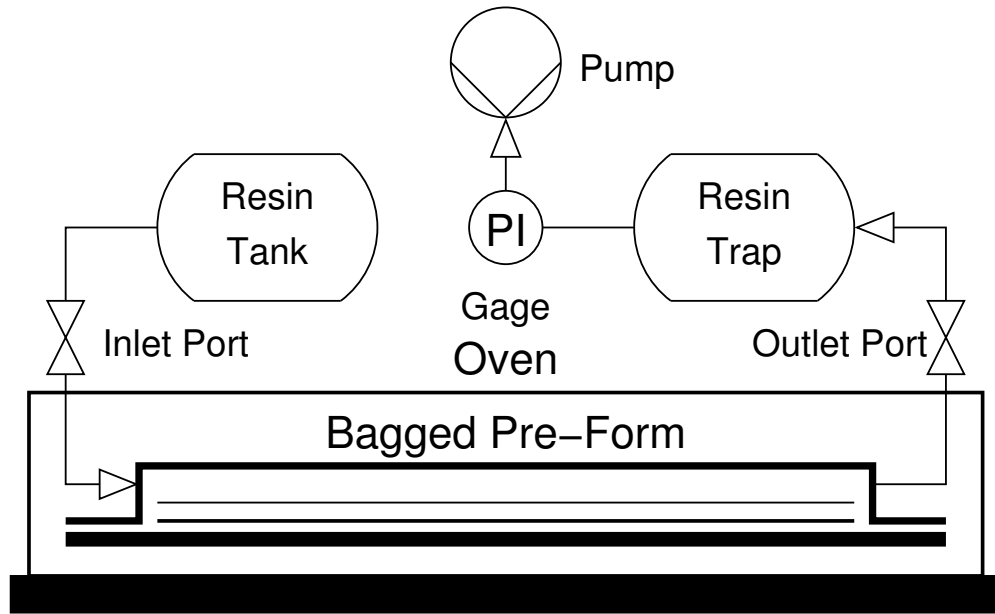 Pump
Resin
Tank
PI
Resin
Trap
Gage
Inlet Port
Oven
Outlet Port
Bagged Pre−Form